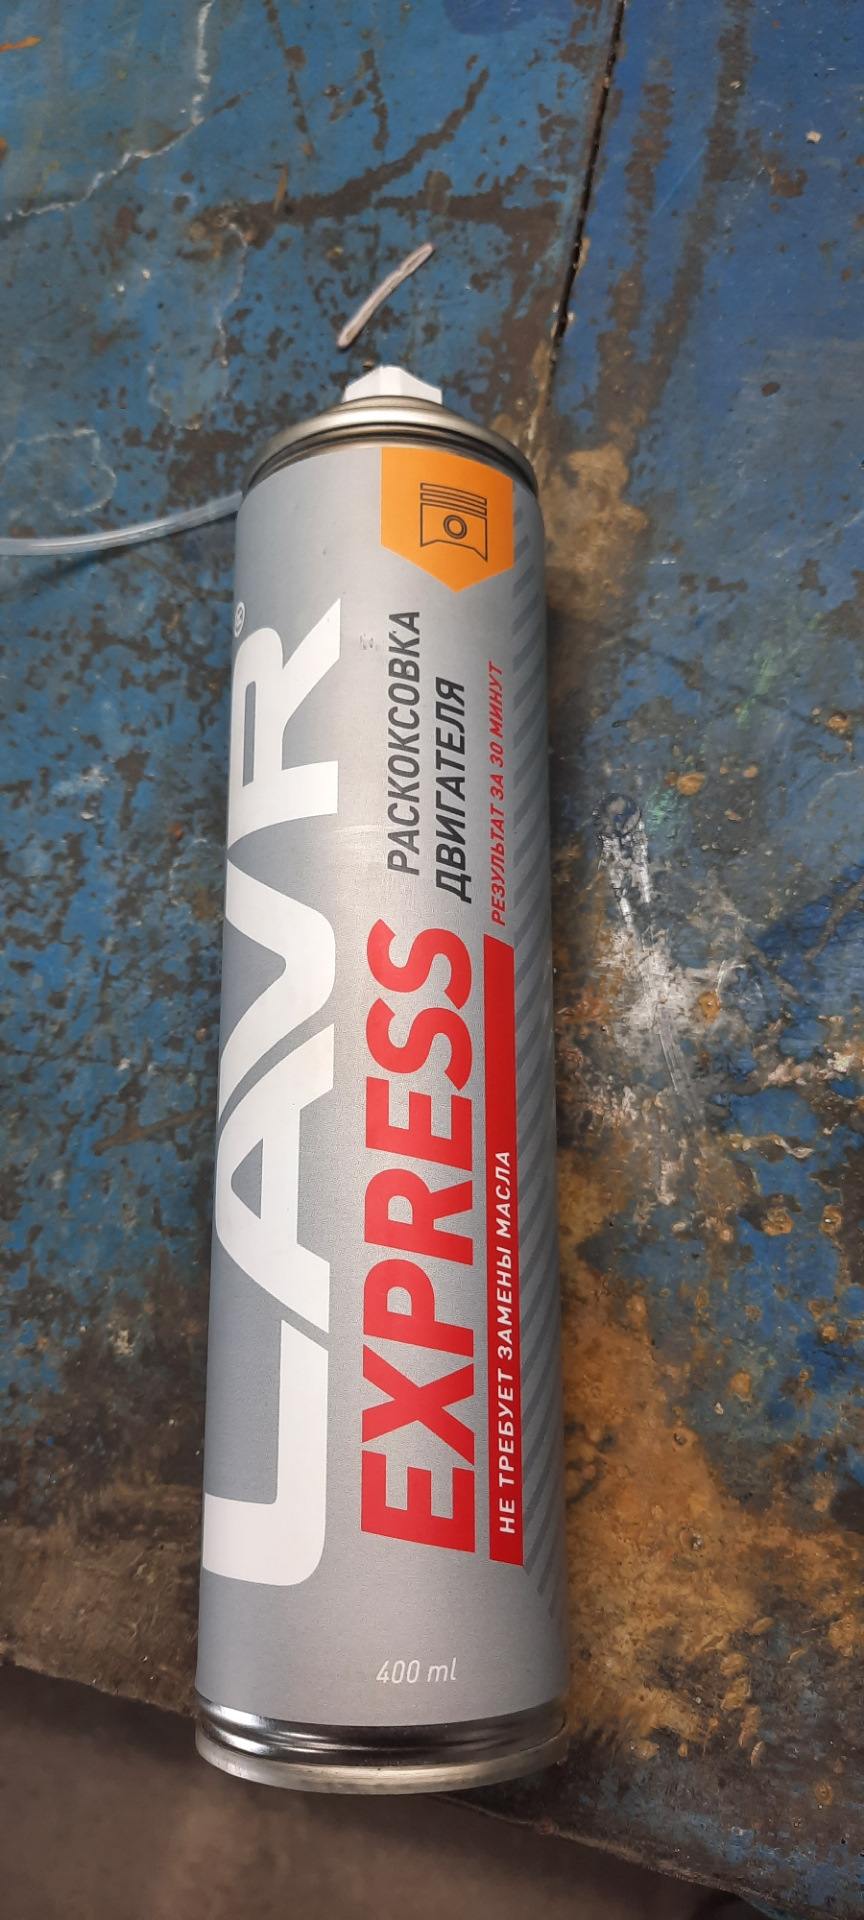 LAVR®
EXPRESS
РАСКОКСОВКА
ДВИГАТЕЛЯ
РЕЗУЛЬТАТ ЗА 30 МИНУТ
НЕ ТРЕБУЕТ ЗАМЕНЫ МАСЛА
400 ml